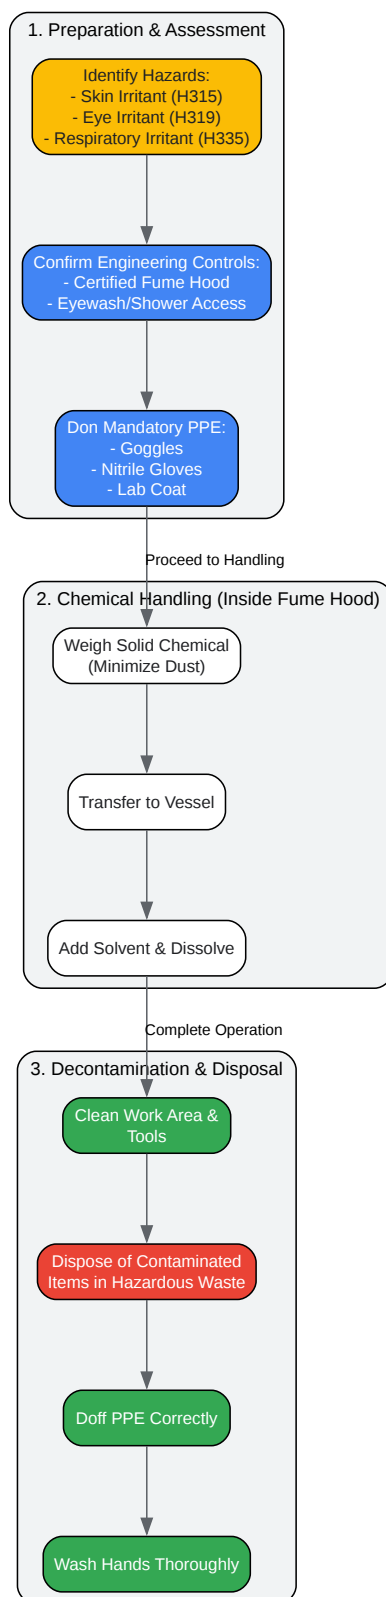 1. Preparation & Assessment
Identify Hazards:
- Skin Irritant (H315)
- Eye Irritant (H319)
- Respiratory Irritant (H335)
Confirm Engineering Controls:
- Certified Fume Hood
- Eyewash/Shower Access
Don Mandatory PPE:
- Goggles
- Nitrile Gloves
- Lab Coat
Proceed to Handling
2. Chemical Handling (Inside Fume Hood)
Weigh Solid Chemical
(Minimize Dust)
Transfer to Vessel
Add Solvent & Dissolve
Complete Operation
3. Decontamination & Disposal
Clean Work Area &
Tools
Dispose of Contaminated
Items in Hazardous Waste
Doff PPE Correctly
Wash Hands Thoroughly